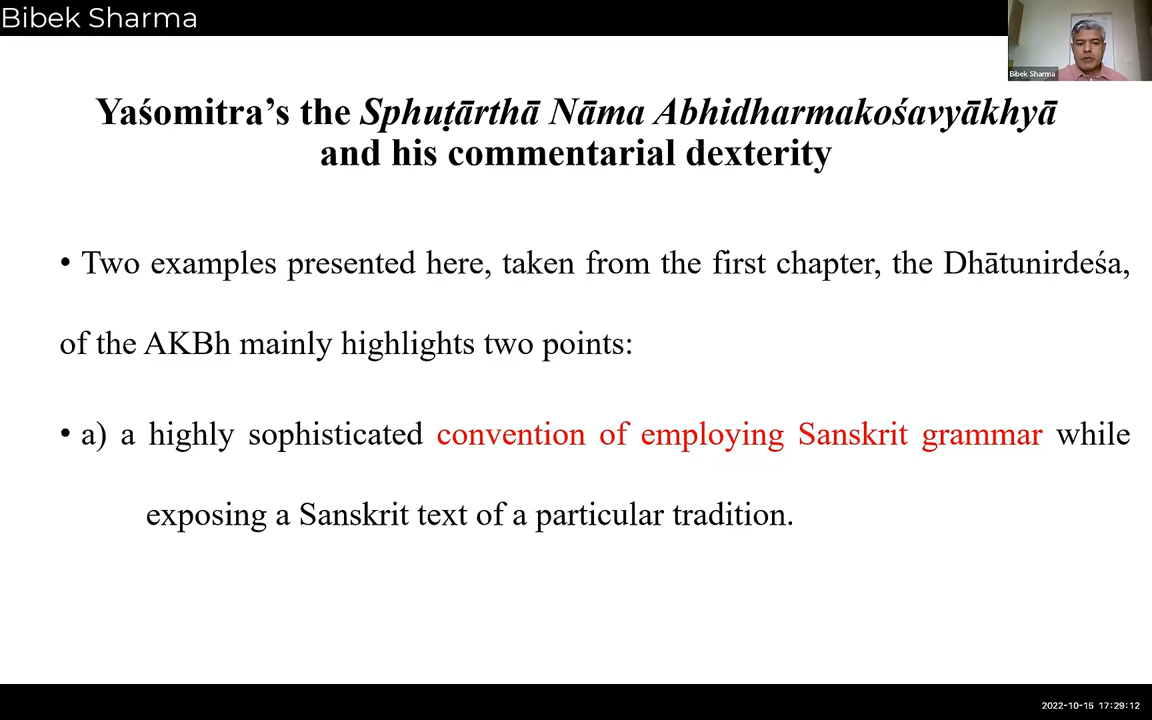 Bibek Sharma
Bibek Sharma
Yaśomitra’s the Sphuṭārthā Nāma Abhidharmakośavyākhyā
and his commentarial dexterity
• Two examples presented here, taken from the first chapter, the Dhātunirdeśa,
of the AKBh mainly highlights two points:
• a) a highly sophisticated convention of employing Sanskrit grammar while
exposing a Sanskrit text of a particular tradition.
2022-10-15 17:29:12